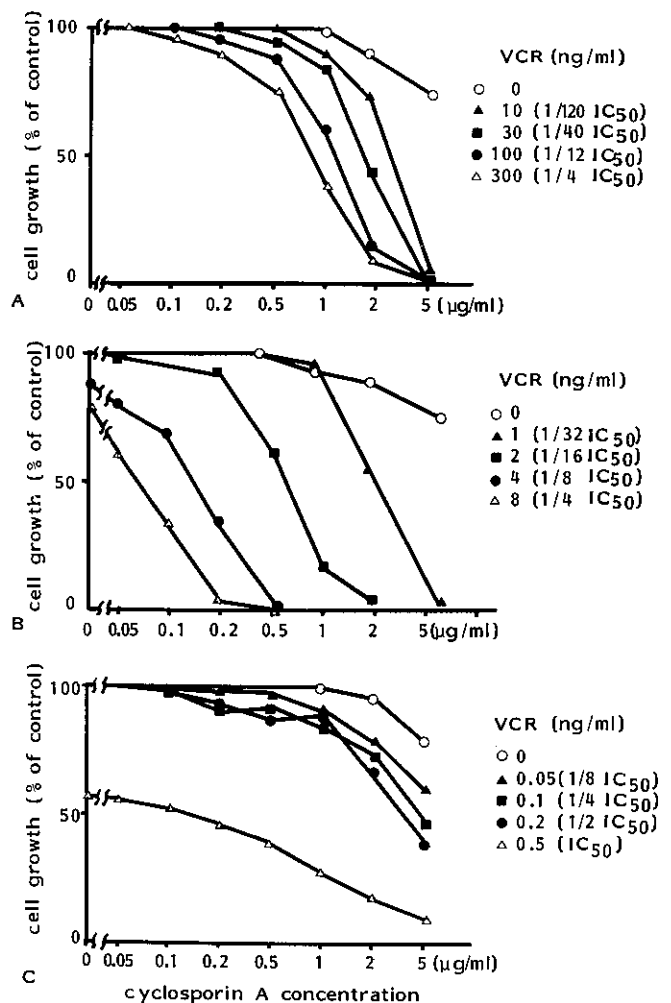 cell growth (% of control)
100
50
0
0 0.05 0.1 0.2 0.5 1 2 5 (μg/ml)
A
VCR (ng/ml)
0
10 (1/120 IC50)
30 (1/40 IC50)
100 (1/12 IC50)
300 (1/4 IC50)
cell growth (% of control)
100
50
0
0 0.05 0.1 0.2 0.5 1 2 5(μg/ml)
B
VCR (ng/ml)
0
1 (1/32 IC50)
2 (1/16 IC50)
4 (1/8 IC50)
8 (1/4 IC50)
cell growth (% of control)
100
50
0
0 0.05 0.1 0.2 0.5 1 2 5 (μg/ml)
C
cyclosporin A concentration
VCR (ng/ml)
0
0.05(1/8 IC50)
0.1 (1/4 IC50)
0.2 (1/2 IC50)
0.5 (IC50)